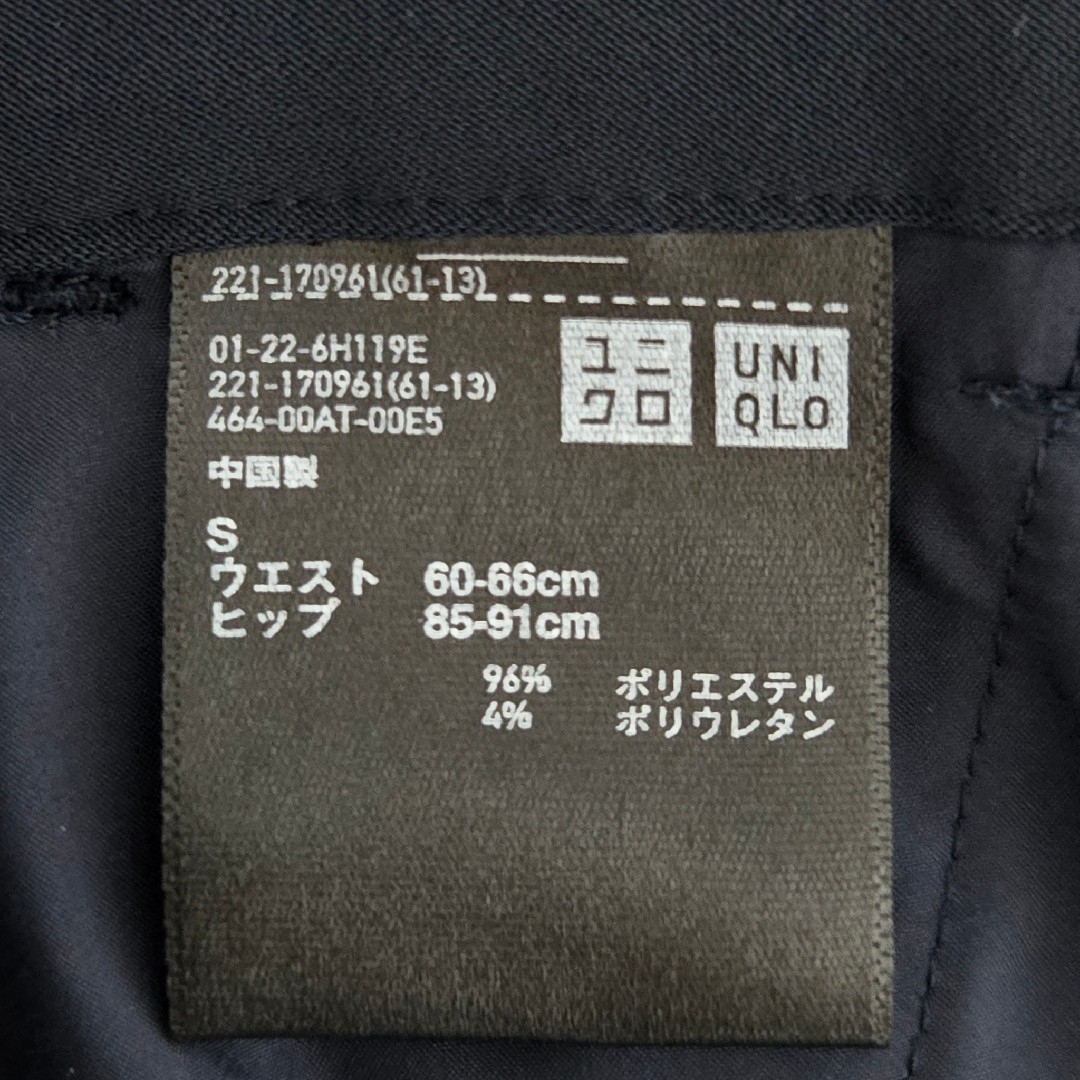 221-170961(61-13)
01-22-6H119E
221-170961(61-13)
464-00AT-00E5
ユニ
クロ
UNI
QLO
中国製
S
ウエスト 60-66cm
ヒップ 85-91cm
96% ポリエステル
4% ポリウレタン